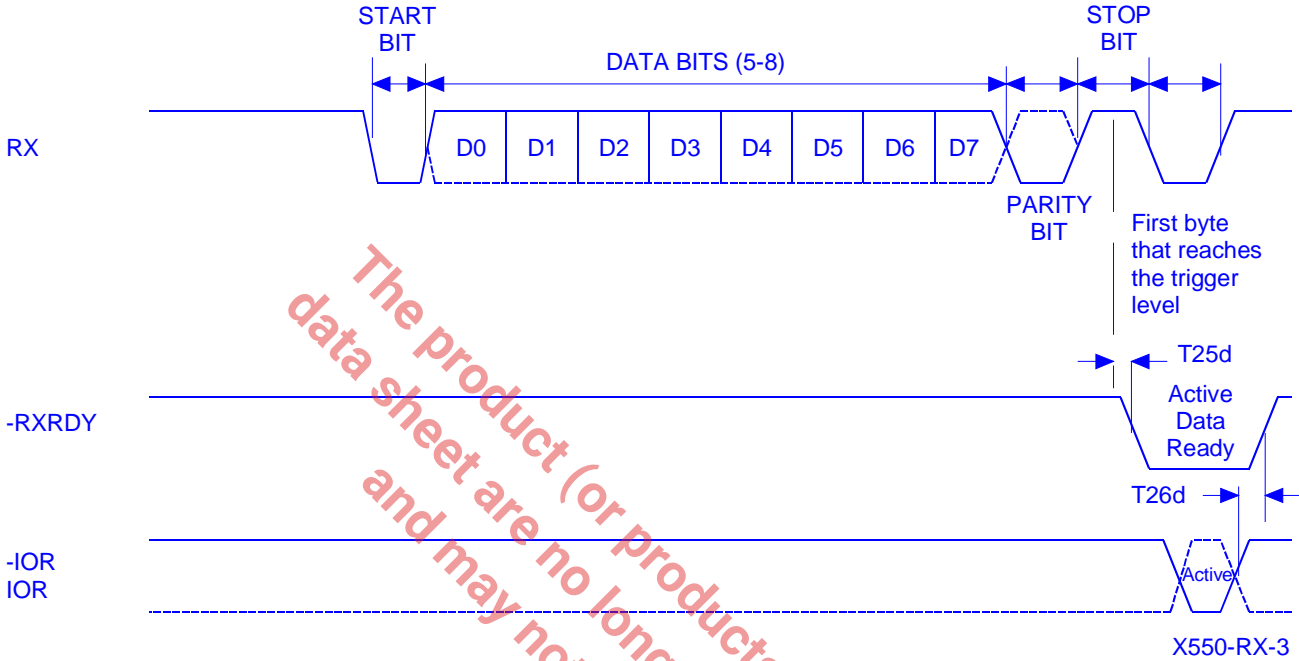 START
BIT
STOP
BIT
DATA BITS (5-8)
RX
D0 D1 D2 D3 D4 D5 D6 D7
PARITY
BIT
First byte
that reaches
the trigger
level
T25d
-RXRDY
Active
Data
Ready
T26d
-IOR
IOR
Active
X550-RX-3
The product (or products
data sheet are no longe
and may not